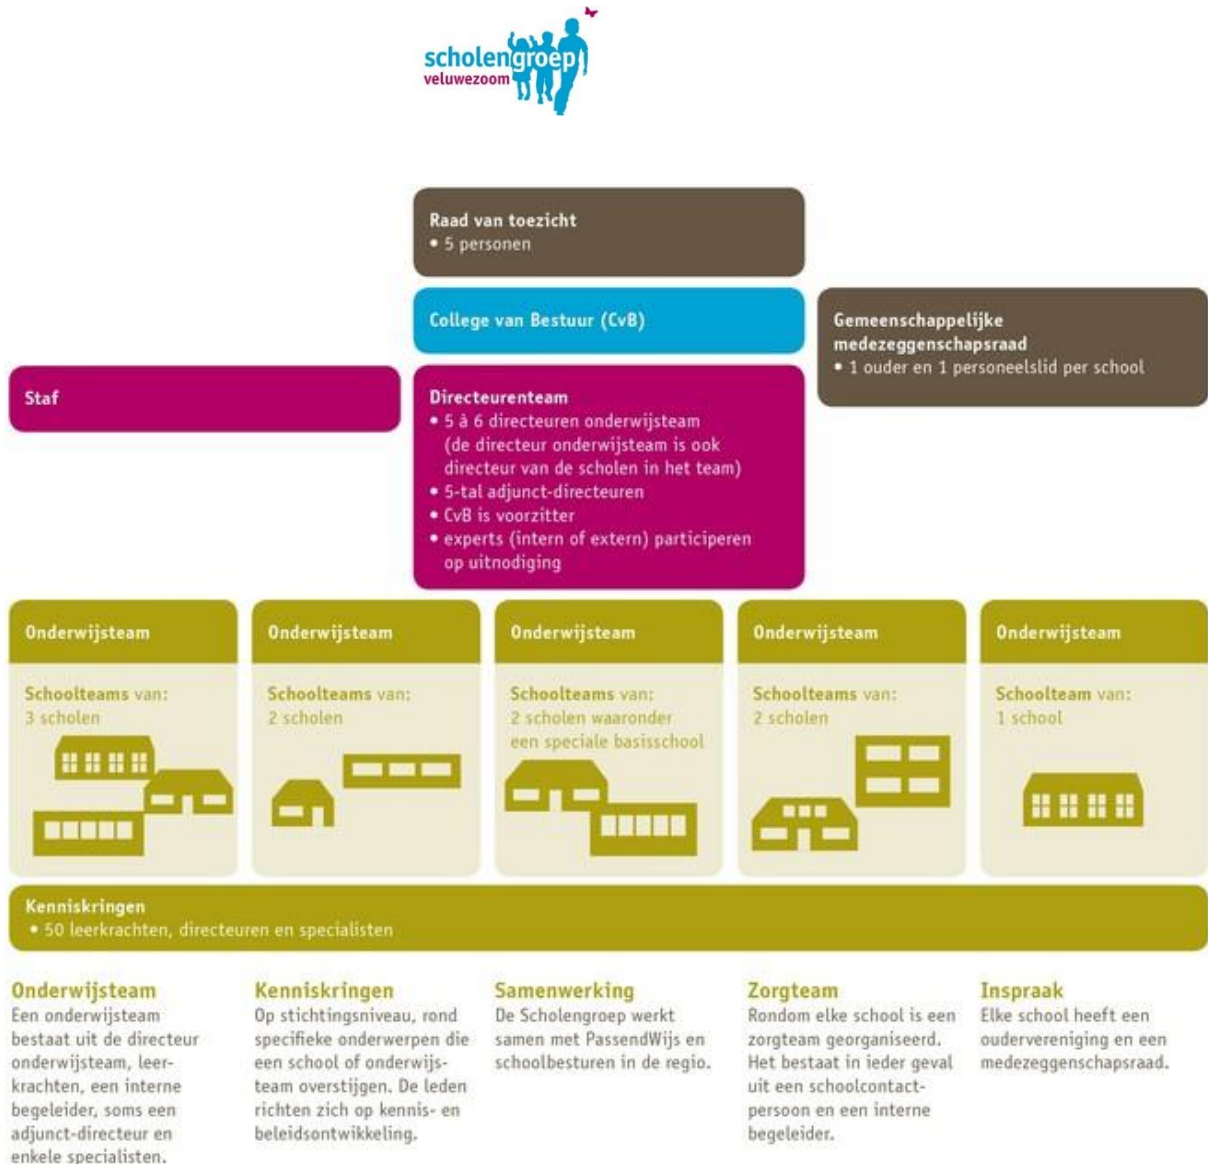 scholengroep
veluwezoom
Raad van toezicht
• 5 personen
College van Bestuur (CvB)
Gemeenschappelijke
medezeggenschapsraad
• 1 ouder en 1 personeelslid per school
Staf
Directeurenteam
• 5 à 6 directeuren onderwijsteam
(de directeur onderwijsteam is ook
directeur van de scholen in het team)
• 5-tal adjunct-directeuren
• CvB is voorzitter
• experts (intern of extern) participeren
op uitnodiging
Onderwijsteam
Schoolteams van:
3 scholen
Onderwijsteam
Schoolteams van:
2 scholen
Onderwijsteam
Schoolteams van:
2 scholen waaronder
een speciale basisschool
Onderwijsteam
Schoolteams van:
2 scholen
Onderwijsteam
Schoolteam van:
1 school
Kenniskringen
• 50 leerkrachten, directeuren en specialisten
Onderwijsteam
Een onderwijsteam
bestaat uit de directeur
onderwijsteam, leer-
krachten, een interne
begeleider, soms een
adjunct-directeur en
enkele specialisten.
Kenniskringen
Op stichtingsniveau, rond
specifieke onderwerpen die
een school of onderwijs-
team overstijgen. De leden
richten zich op kennis- en
beleidsontwikkeling.
Samenwerking
De Scholengroep werkt
samen met PassendWijs en
schoolbesturen in de regio.
Zorgteam
Rondom elke school is een
zorgteam georganiseerd.
Het bestaat in ieder geval
uit een schoolcontact-
persoon en een interne
begeleider.
Inspraak
Elke school heeft een
oudervereniging en een
medezeggenschapsraad.